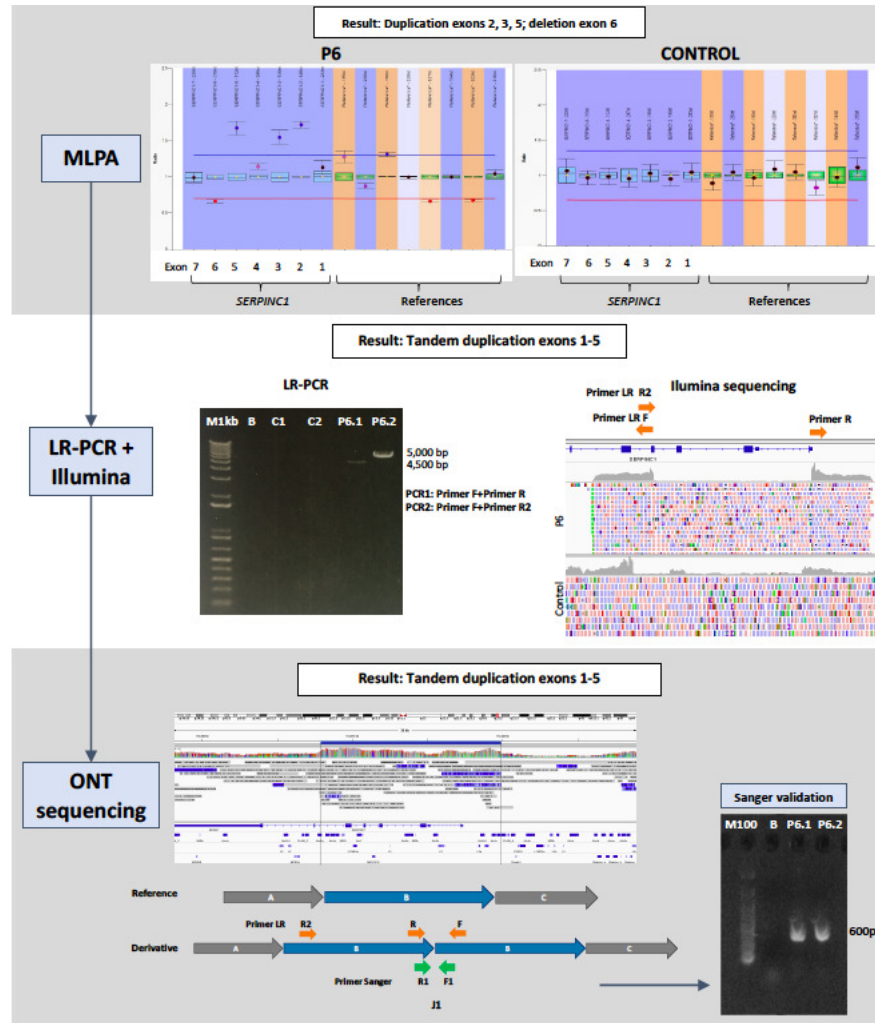 Result: Duplication exons 2, 3, 5; deletion exon 6
P6
CONTROL
MLPA
Ratio
Exon 7 6 5 4 3 2 1
SERPINC1
References
Exon 7 6 5 4 3 2 1
SERPINC1
References
Result: Tandem duplication exons 1-5
LR-PCR
Ilumina sequencing
LR-PCR +
Illumina
M1kb B C1 C2 P6.1 P6.2
5,000 bp
4,500 bp
PCR1: Primer F+Primer R
PCR2: Primer F+Primer R2
Primer LR R2
Primer LR F
Primer R
SERPINC1
P6
Control
Result: Tandem duplication exons 1-5
ONT
sequencing
Sanger validation
M100 B P6.1 P6.2
600p
Reference
A B C
Primer LR R2 R F
Derivative
A B B C
Primer Sanger R1 F1
J1